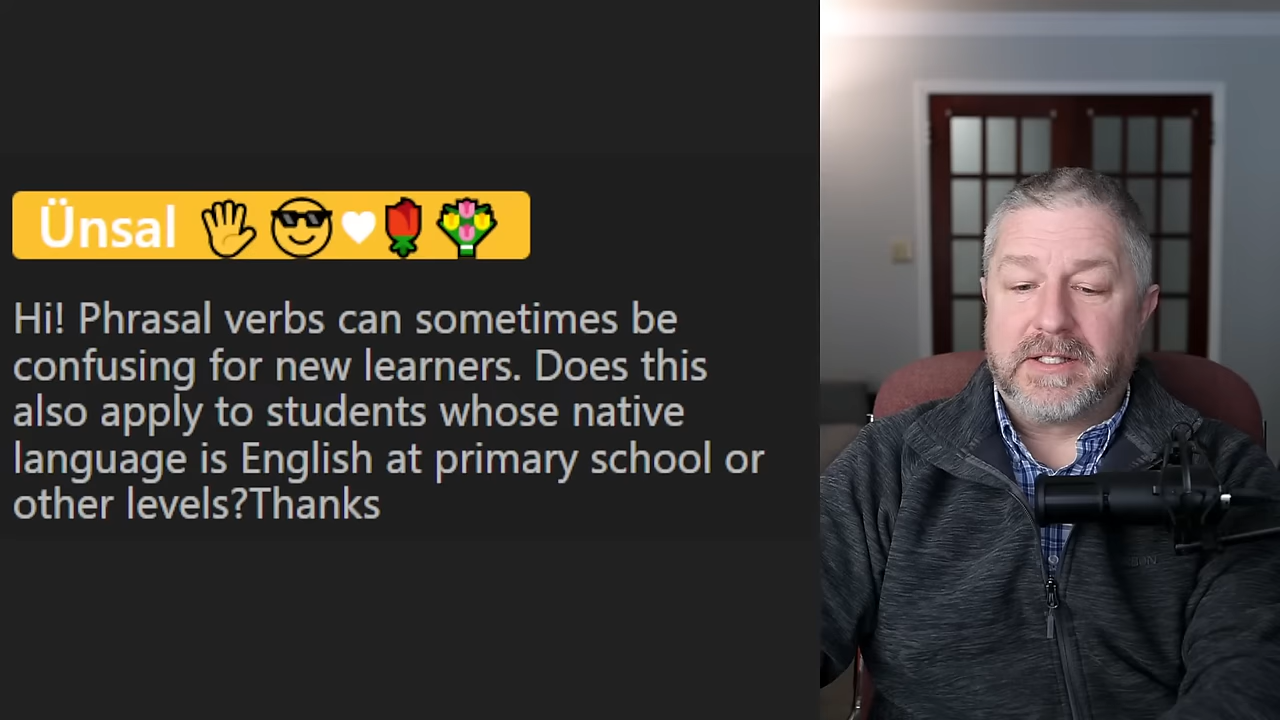 Ünsal 🖐😎🤍🌹💐
Hi! Phrasal verbs can sometimes be
confusing for new learners. Does this
also apply to students whose native
language is English at primary school or
other levels?Thanks